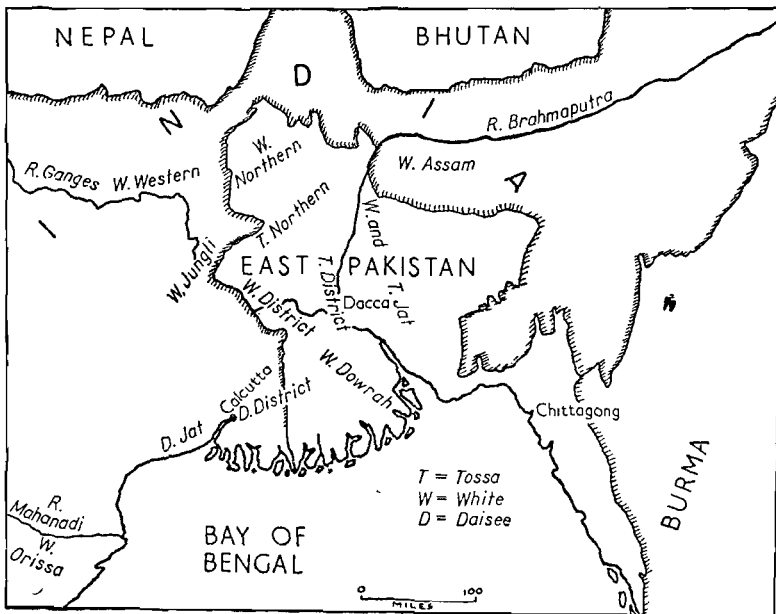 NEPAL
BHUTAN
I N D I A
R. Brahmaputra
W. Northern
W. Assam
R. Ganges
W. Western
T. Northern
W. Jungli
W. and T. District
EAST PAKISTAN
T. Jat
W. District
Dacca
W. Dowrah
Calcutta
D. District
D. Jat
Chittagong
R. Mahanadi
W. Orissa
BAY OF BENGAL
BURMA
T = Tossa
W = White
D = Daisee
0 100
MILES